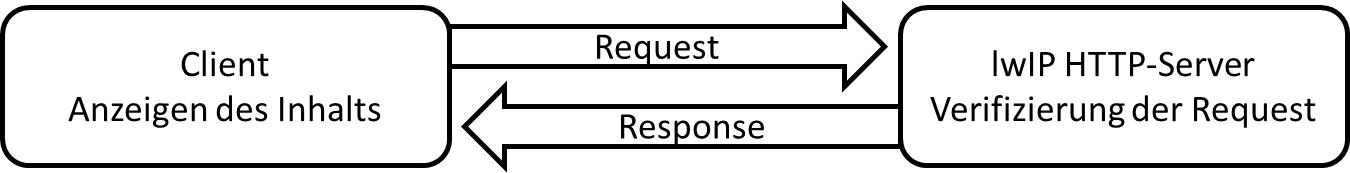 Client
Anzeigen des Inhalts
Request
Response
lwIP HTTP-Server
Verifizierung der Request